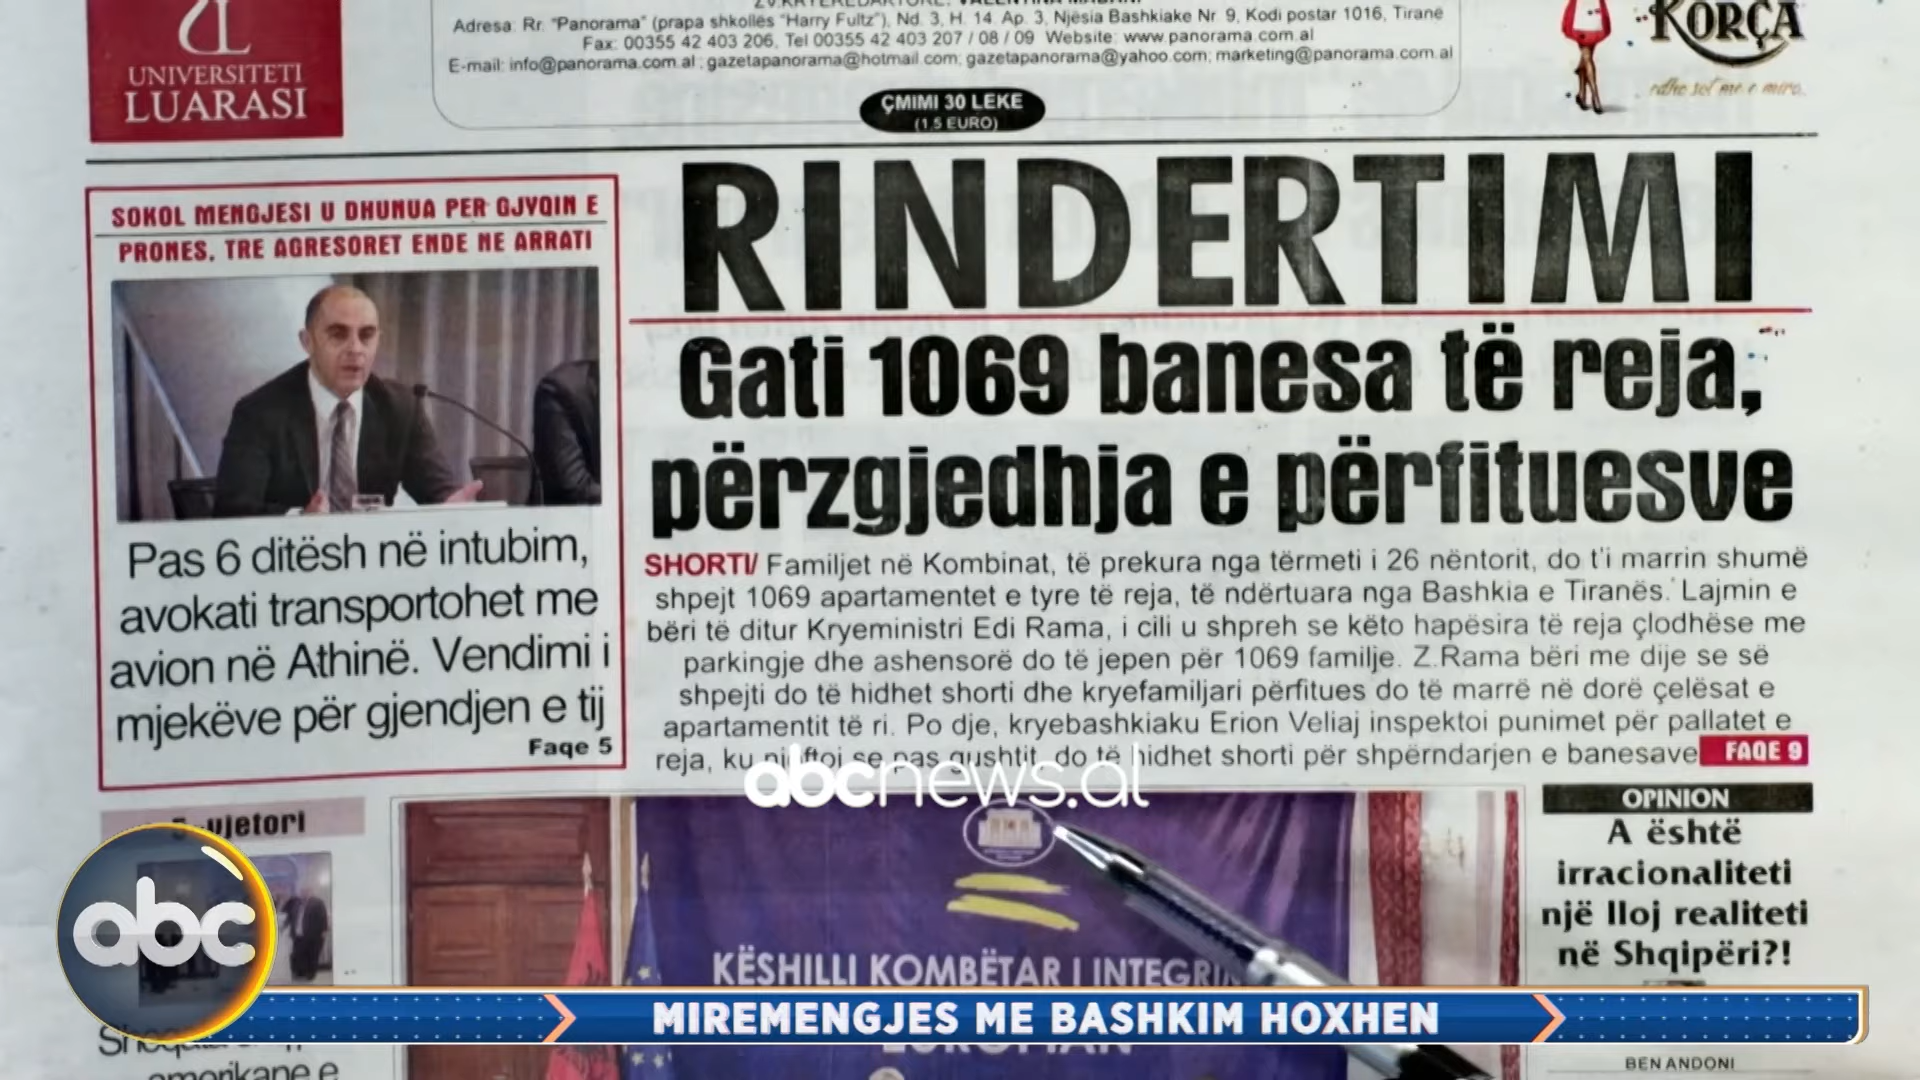 UNIVERSITETI
LUARASI
Adresa: Rr. "Panorama" (prapa shkollës "Harry Fultz"), Nd. 3, H. 14. Ap. 3, Njësia Bashkiake Nr. 9, Kodi postar 1016, Tiranë
Fax: 00355 42 403 206, Tel 00355 42 403 207 / 08 / 09 Website: www.panorama.com.al
E-mail: info@panorama.com.al; gazetapanorama@hotmail.com; gazetapanorama@yahoo.com; marketing@panorama.com.al
ÇMIMI 30 LEKE
(1,5 EURO)
KORÇA
SOKOL MENGJESI U DHUNUA PER GJYQIN E
PRONES, TRE AGRESORET ENDE NE ARRATI
Pas 6 ditësh në intubim,
avokati transportohet me
avion në Athinë. Vendimi i
mjekëve për gjendjen e tij
Faqe 5
RINDERTIMI
Gati 1069 banesa të reja,
përzgjedhja e përfituesve
SHORTI/ Familjet në Kombinat, të prekura nga tërmeti i 26 nëntorit, do t'i marrin shumë
shpejt 1069 apartamentet e tyre të reja, të ndërtuara nga Bashkia e Tiranës. Lajmin e
bëri të ditur Kryeministri Edi Rama, i cili u shpreh se këto hapësira të reja çlodhëse me
parkingje dhe ashensorë do të jepen për 1069 familje. Z.Rama bëri me dije se së
shpejti do të hidhet shorti dhe kryefamiljari përfitues do të marrë në dorë çelësat e
apartamentit të ri. Po dje, kryebashkiaku Erion Veliaj inspektoi punimet për pallatet e
reja, ku njoftoi se pas gushtit, do të hidhet shorti për shpërndarjen e banesave FAQE 9
abcnews.al
OPINION
A është
irracionaliteti
një lloj realiteti
në Shqipëri?!
BEN ANDONI
KËSHILLI KOMBËTAR I
abc
MIREMENGJES ME BASHKIM HOXHEN
amerikane e